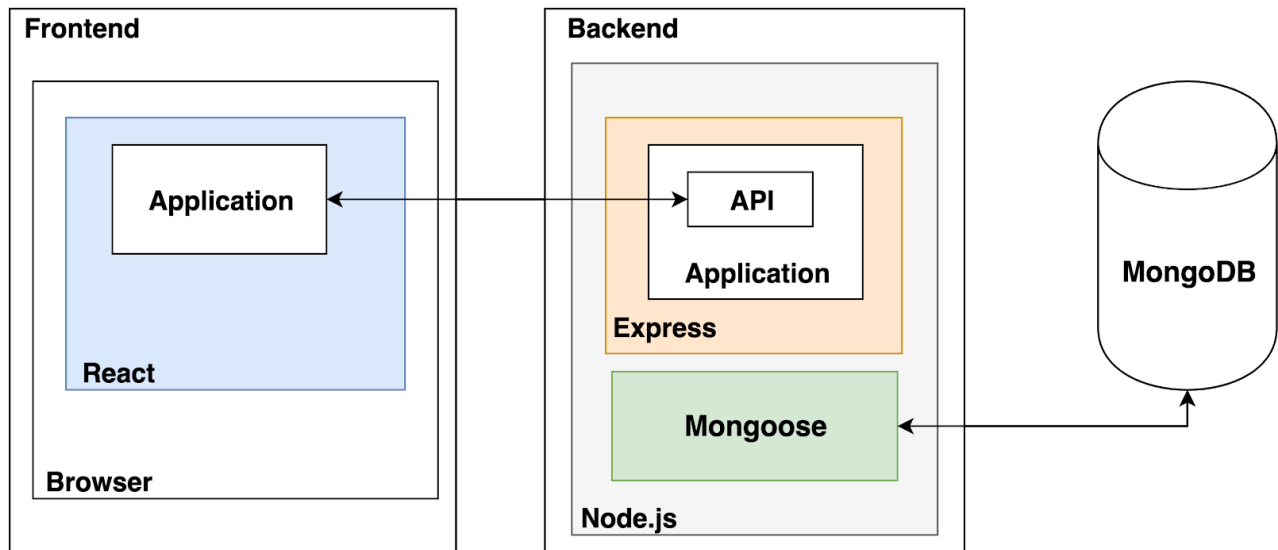 Frontend
Application
React
Browser
Backend
API
Application
Express
Mongoose
Node.js
MongoDB